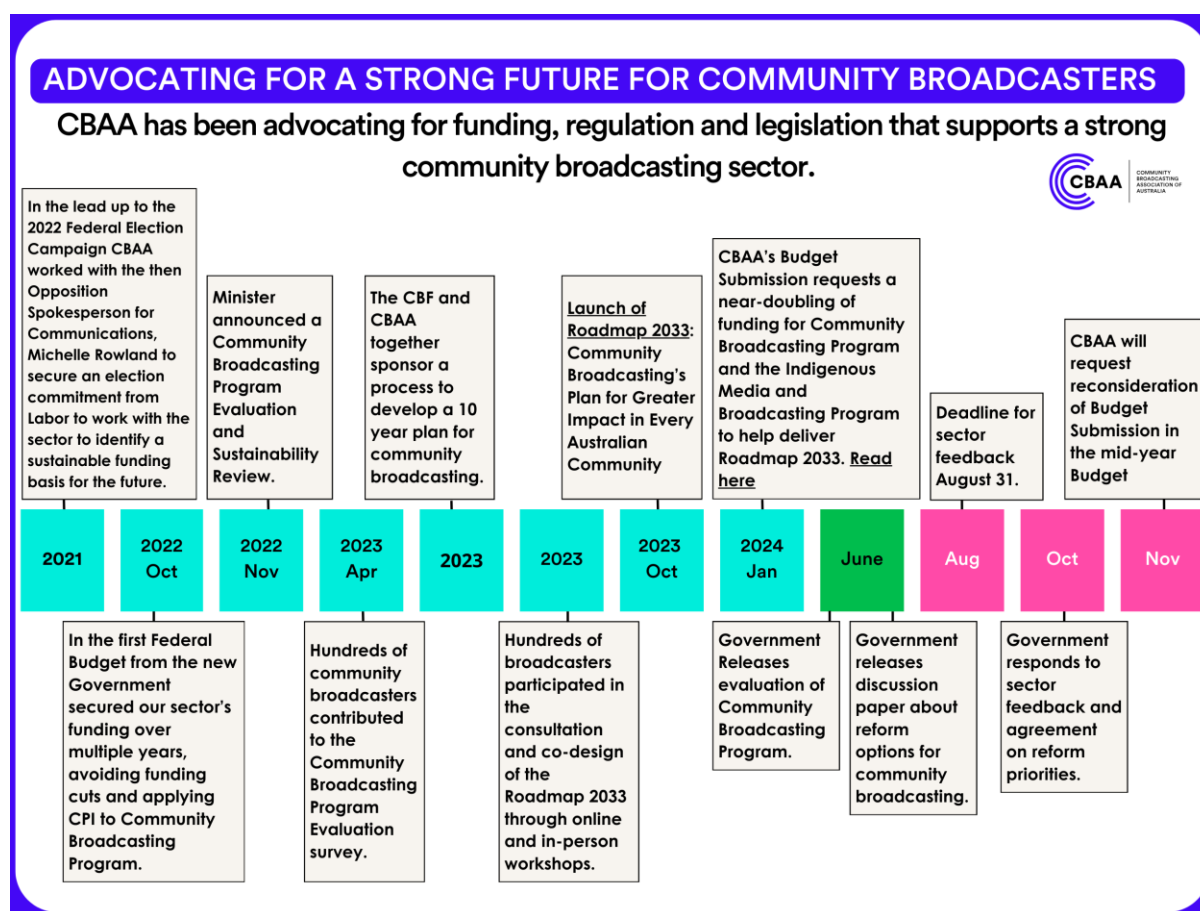 ADVOCATING FOR A STRONG FUTURE FOR COMMUNITY BROADCASTERS
CBAA has been advocating for funding, regulation and legislation that supports a strong
community broadcasting sector.
CBAA
COMMUNITY
BROADCASTING
ASSOCIATION OF
AUSTRALIA
In the lead up to the
2022 Federal Election
Campaign CBAA
worked with the then
Opposition
Spokesperson for
Communications,
Michelle Rowland to
secure an election
commitment from
Labor to work with the
sector to identify a
sustainable funding
basis for the future.
Minister
announced a
Community
Broadcasting
Program
Evaluation
and
Sustainability
Review.
The CBF and
CBAA
together
sponsor a
process to
develop a 10
year plan for
community
broadcasting.
Launch of
Roadmap 2033:
Community
Broadcasting's
Plan for Greater
Impact in Every
Australian
Community
CBAA's Budget
Submission requests a
near-doubling of
funding for Community
Broadcasting Program
and the Indigenous
Media and
Broadcasting Program
to help deliver
Roadmap 2033. Read
here
Deadline for
sector
feedback
August 31.
CBAA will
request
reconsideration
of Budget
Submission in
the mid-year
Budget
2021
2022
Oct
2022
Nov
2023
Apr
2023
2023
2023
Oct
2024
Jan
June
Aug
Oct
Nov
In the first Federal
Budget from the new
Government
secured our sector's
funding over
multiple years,
avoiding funding
cuts and applying
CPI to Community
Broadcasting
Program.
Hundreds of
community
broadcasters
contributed
to the
Community
Broadcasting
Program
Evaluation
survey.
Hundreds of
broadcasters
participated in
the
consultation
and co-design
of the
Roadmap 2033
through online
and in-person
workshops.
Government
Releases
evaluation of
Community
Broadcasting
Program.
Government
releases
discussion
paper about
reform
options for
community
broadcasting.
Government
responds to
sector
feedback and
agreement
on reform
priorities.